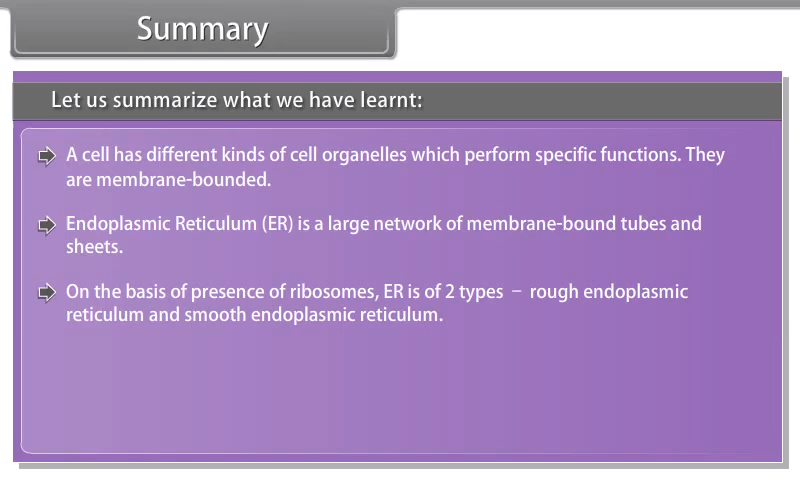 Summary
Let us summarize what we have learnt:
A cell has different kinds of cell organelles which perform specific functions. They
are membrane-bounded.
Endoplasmic Reticulum (ER) is a large network of membrane-bound tubes and
sheets.
On the basis of presence of ribosomes, ER is of 2 types – rough endoplasmic
reticulum and smooth endoplasmic reticulum.